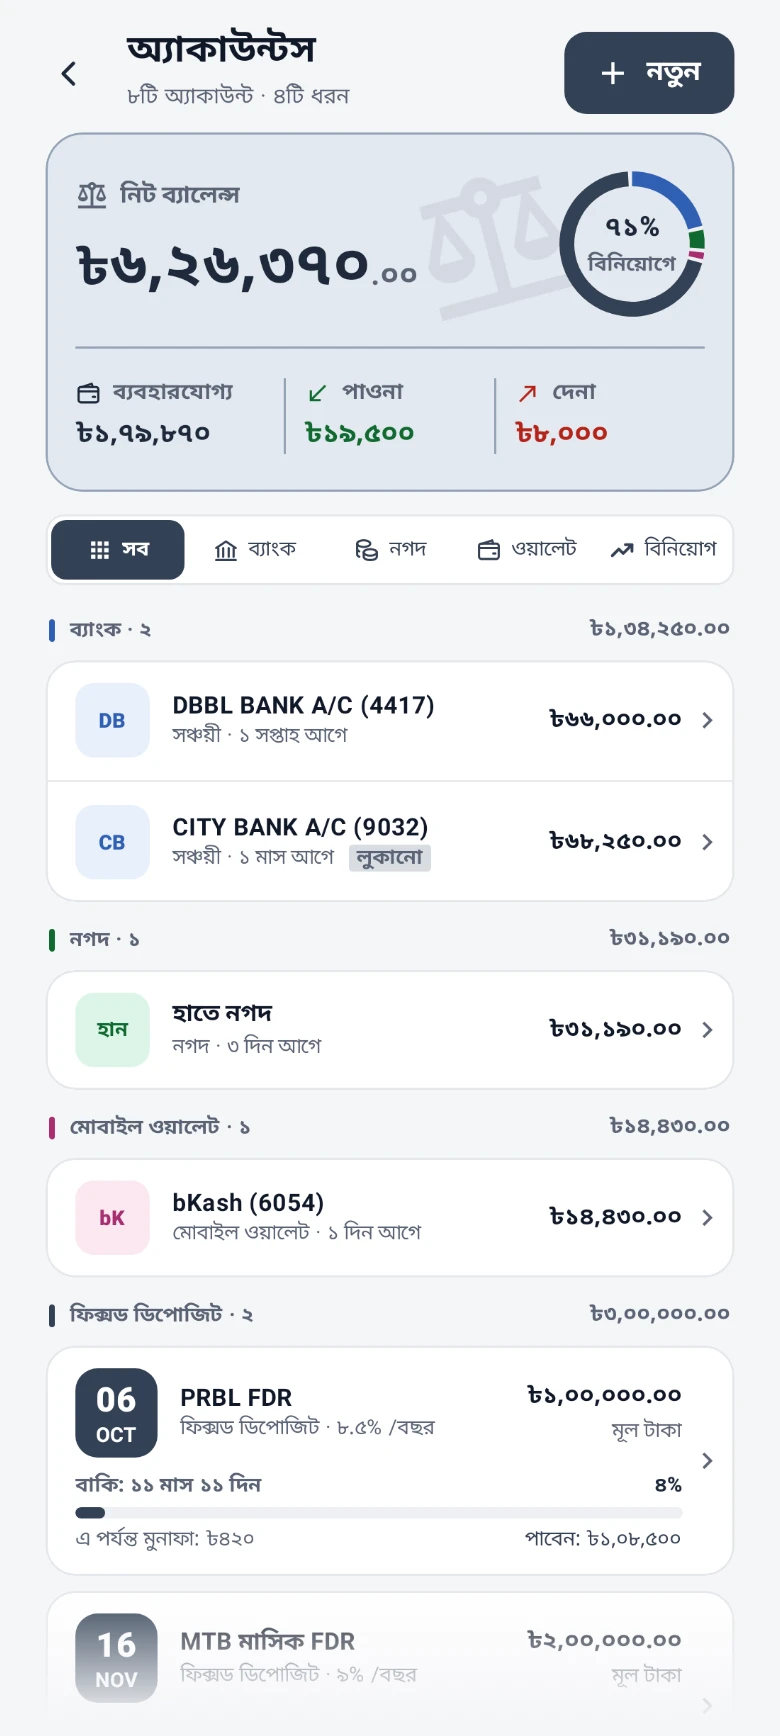 অ্যাকাউন্টস
৮টি অ্যাকাউন্ট · ৪টি ধরন
+ নতুন
নিট ব্যালেন্স
৳৬,২৬,৩৭০.০০
৭১%
বিনিয়োগে
ব্যবহারযোগ্য
৳১,৭৯,৮৭০
পাওনা
৳১৯,৫০০
দেনা
৳৮,০০০
সব ব্যাংক নগদ ওয়ালেট বিনিয়োগ
ব্যাংক · ২ ৳১,৩৪,২৫০.০০
DB
DBBL BANK A/C (4417) ৳৬৬,০০০.০০
সঞ্চয়ী · ১ সপ্তাহ আগে
CB
CITY BANK A/C (9032) ৳৬৮,২৫০.০০
সঞ্চয়ী · ১ মাস আগে লুকানো
নগদ · ১ ৳৩১,১৯০.০০
হান
হাতে নগদ ৳৩১,১৯০.০০
নগদ · ৩ দিন আগে
মোবাইল ওয়ালেট · ১ ৳১৪,৪৩০.০০
bK
bKash (6054) ৳১৪,৪৩০.০০
মোবাইল ওয়ালেট · ১ দিন আগে
ফিক্সড ডিপোজিট · ২ ৳৩,০০,০০০.০০
06
OCT
PRBL FDR ৳১,০০,০০০.০০
ফিক্সড ডিপোজিট · ৮.৫% /বছর মূল টাকা
বাকি: ১১ মাস ১১ দিন ৪%
এ পর্যন্ত মুনাফা: ৳৪২০ পাবেন: ৳১,০৮,৫০০
16
NOV
MTB মাসিক FDR ৳২,০০,০০০.০০
ফিক্সড ডিপোজিট · ৯% /বছর মূল টাকা